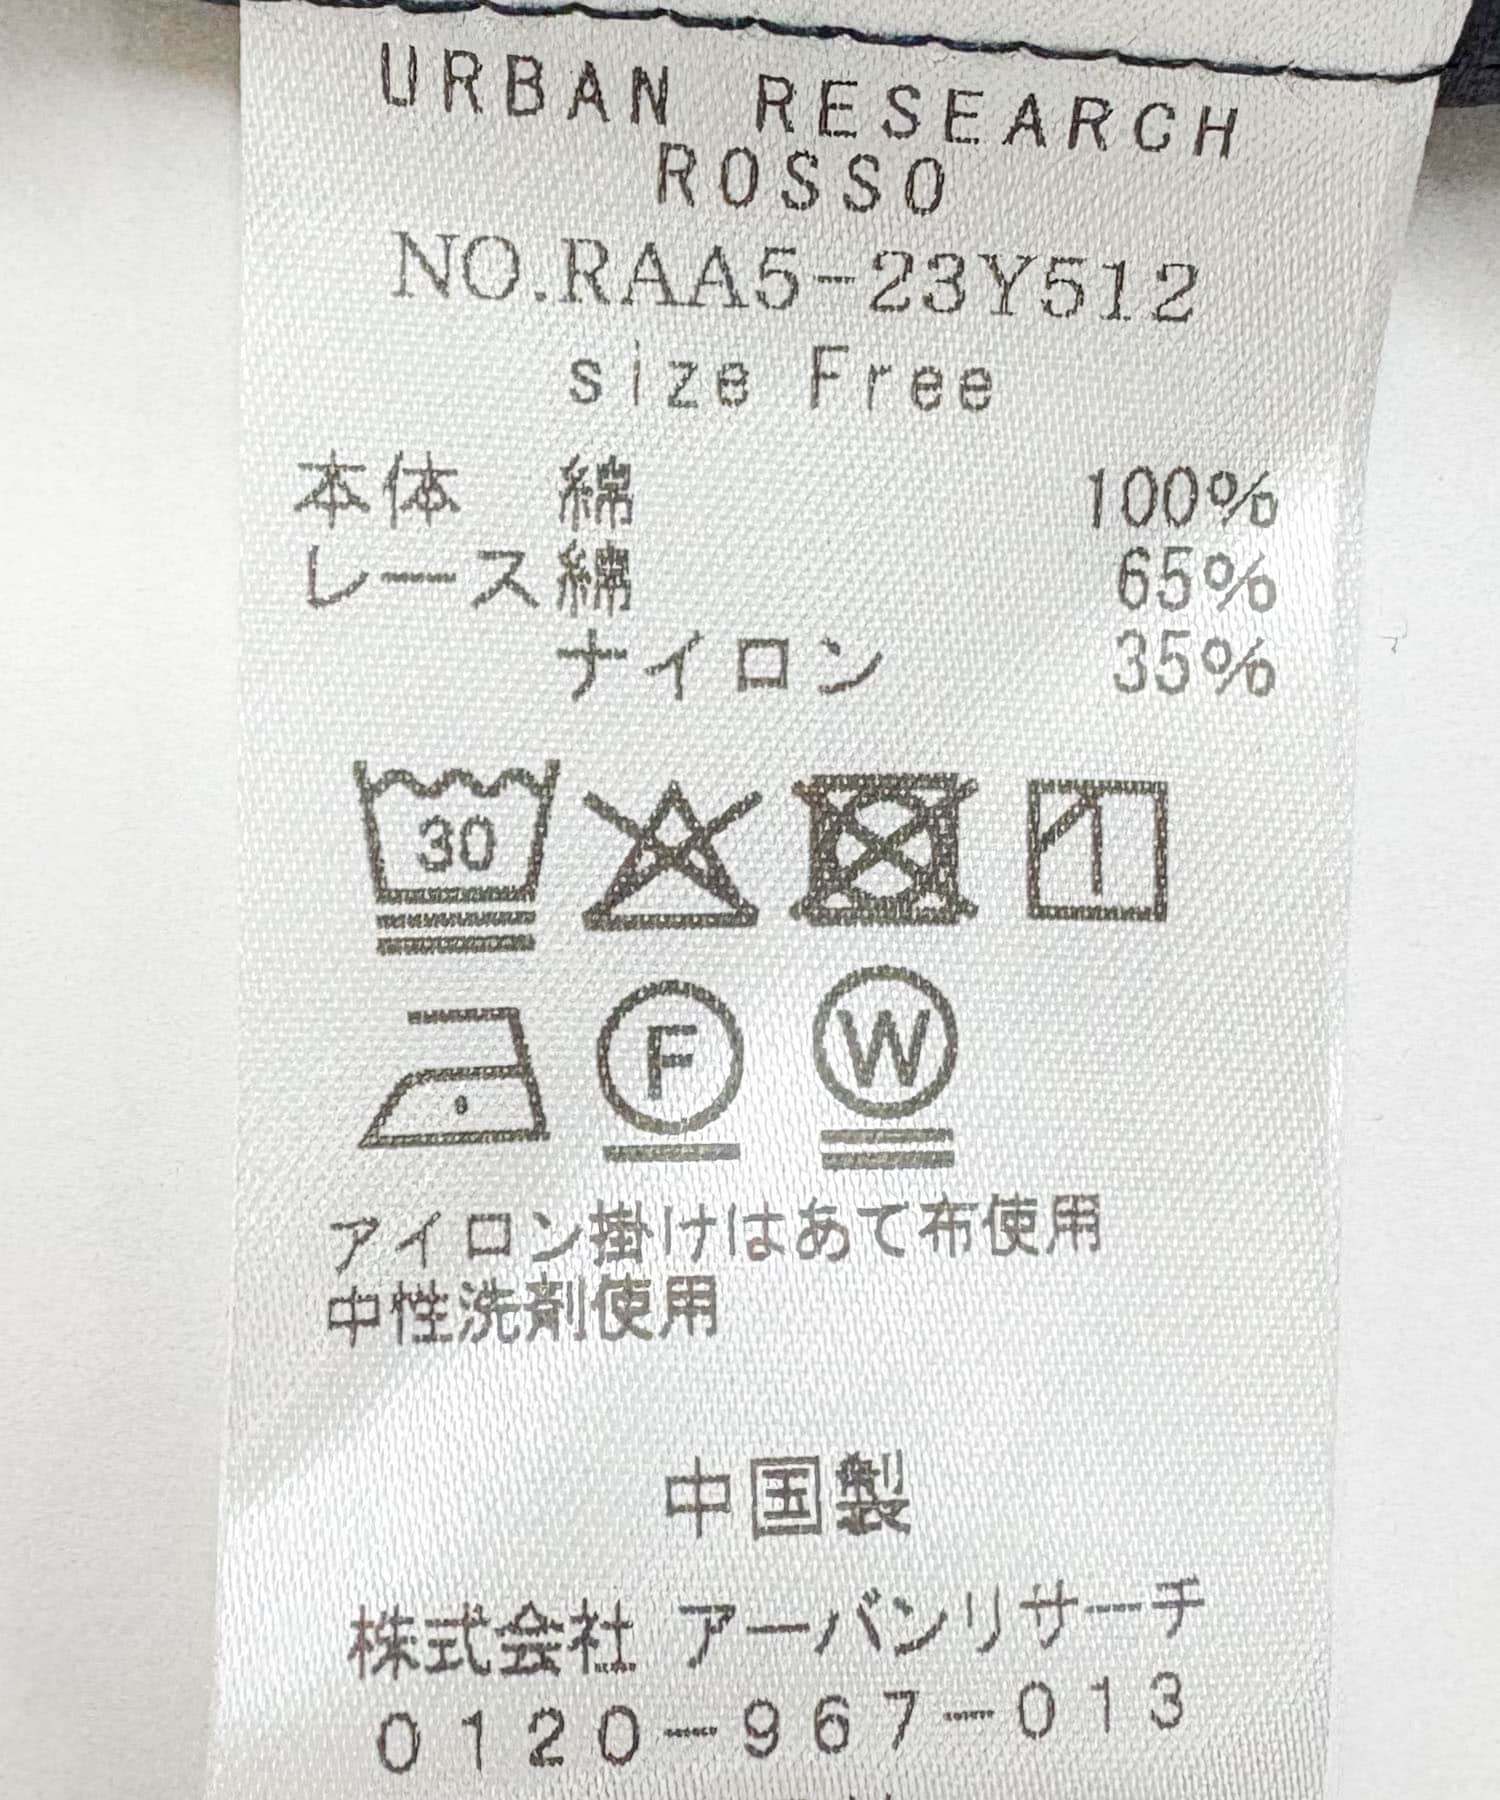 URBAN RESEARCH
ROSSO
NO.RAA5-23Y512
size Free
本体 綿 100%
レース綿 65%
ナイロン 35%
30
F W
アイロン掛けはあて布使用
中性洗剤使用
中国製
株式会社 アーバンリサーチ
0120-967-013